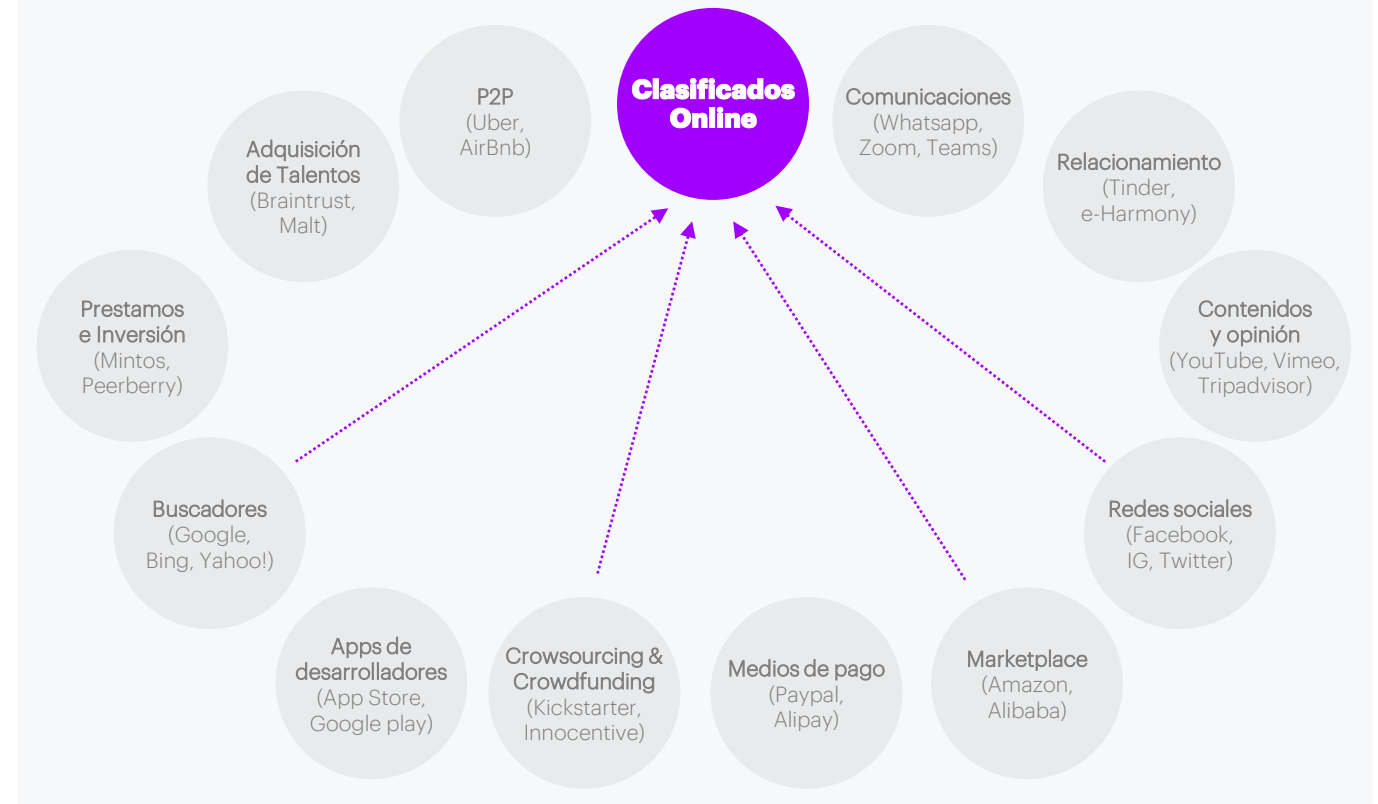 Clasificados
Online
P2P
(Uber,
AirBnb)
Comunicaciones
(Whatsapp,
Zoom, Teams)
Adquisición
de Talentos
(Braintrust,
Malt)
Relacionamiento
(Tinder,
e-Harmony)
Prestamos
e Inversión
(Mintos,
Peerberry)
Contenidos
y opinión
(YouTube, Vimeo,
Tripadvisor)
Buscadores
(Google,
Bing, Yahoo!)
Redes sociales
(Facebook,
IG, Twitter)
Apps de
desarrolladores
(App Store,
Google play)
Crowsourcing &
Crowdfunding
(Kickstarter,
Innocentive)
Medios de pago
(Paypal,
Alipay)
Marketplace
(Amazon,
Alibaba)